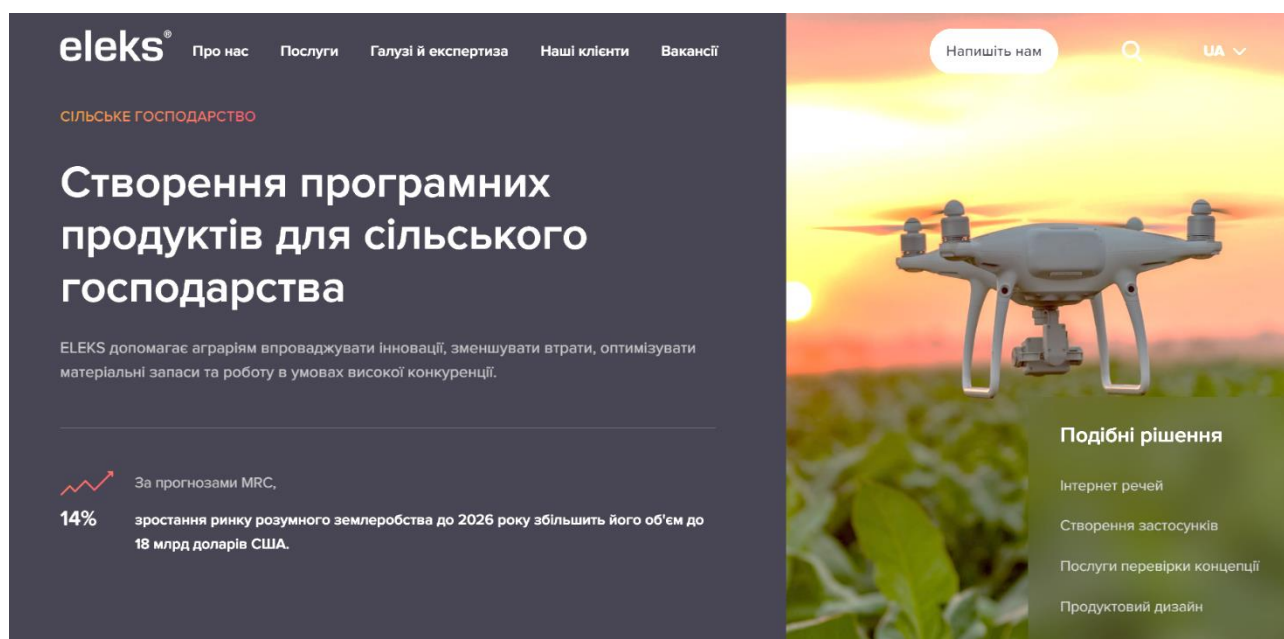 eleks®
Про нас
Послуги
Галузі й експертиза
Наші клієнти
Вакансії
Напишіть нам
UA
СІЛЬСЬКЕ ГОСПОДАРСТВО
Створення програмних
продуктів для сільського
господарства
ELEKS допомагає аграріям впроваджувати інновації, зменшувати втрати, оптимізувати
матеріальні запаси та роботу в умовах високої конкуренції.
За прогнозами MRC,
14%
зростання ринку розумного землеробства до 2026 року збільшить його об'єм до
18 млрд доларів США.
Подібні рішення
Інтернет речей
Створення застосунків
Послуги перевірки концепції
Продуктовий дизайн